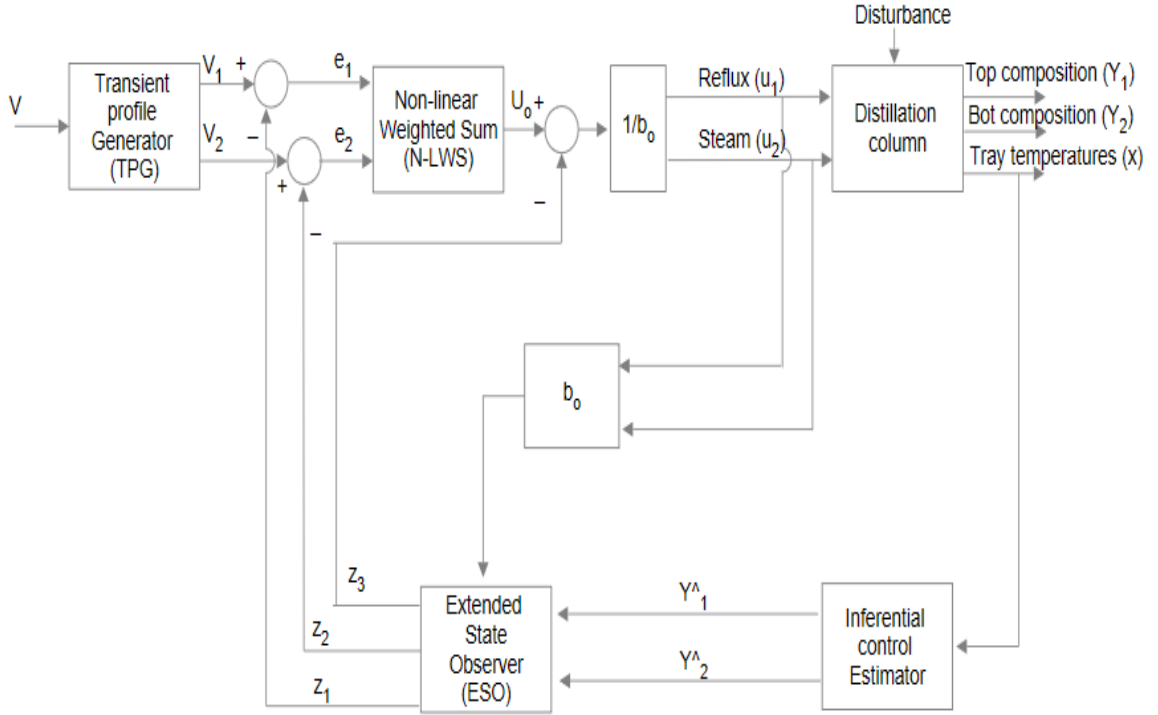 Disturbance
V
Transient
profile
Generator
(TPG)
V1 +
V2
−
+
−
e1
e2
Non-linear
Weighted Sum
(N-LWS)
Uo+
−
1/bo
Reflux (u1)
Steam (u2)
Distillation
column
Top composition (Y1)
Bot composition (Y2)
Tray temperatures (x)
bo
z3
z2
z1
Extended
State
Observer
(ESO)
Y^1
Y^2
Inferential
control
Estimator